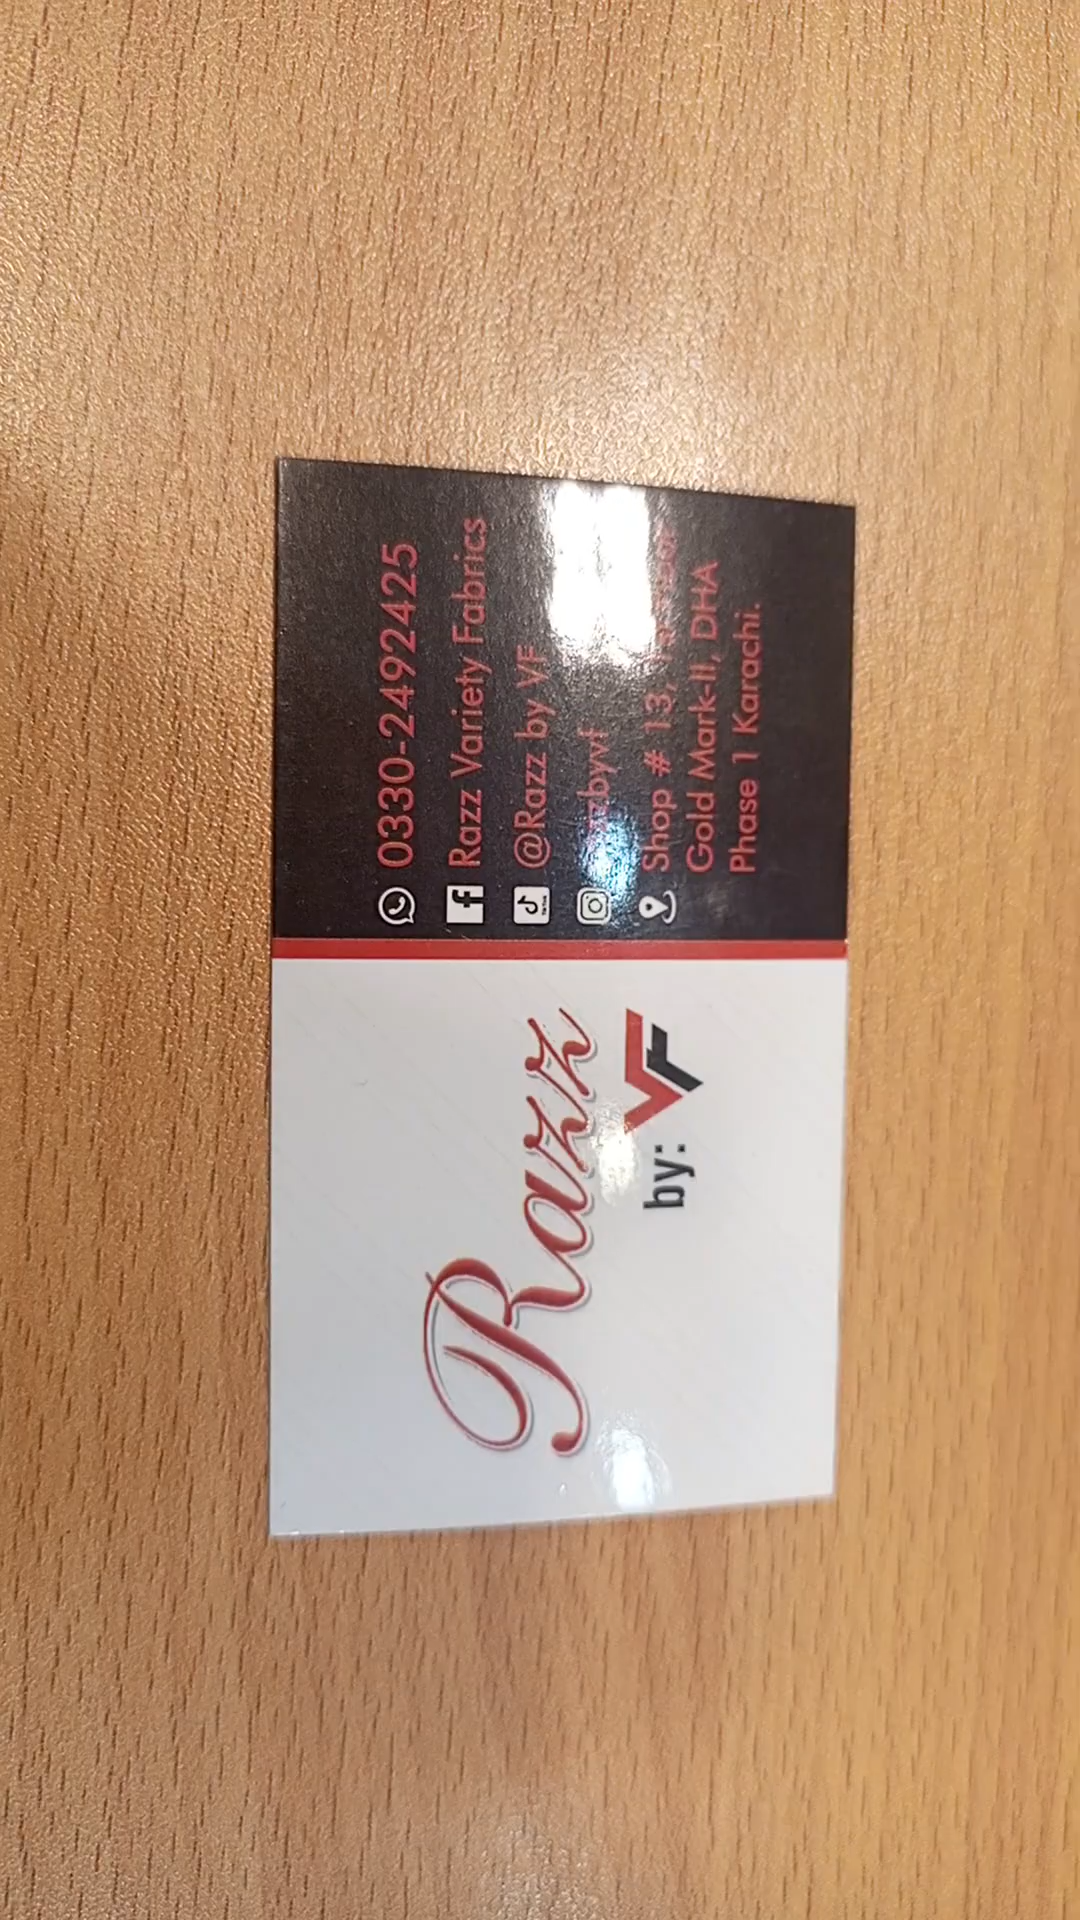 Razz
by: VF
0330-2492425
Razz Variety Fabrics
TikTok
@Razz by VF
Shop # 13,
Gold Mark-II, DHA
Phase 1 Karachi.